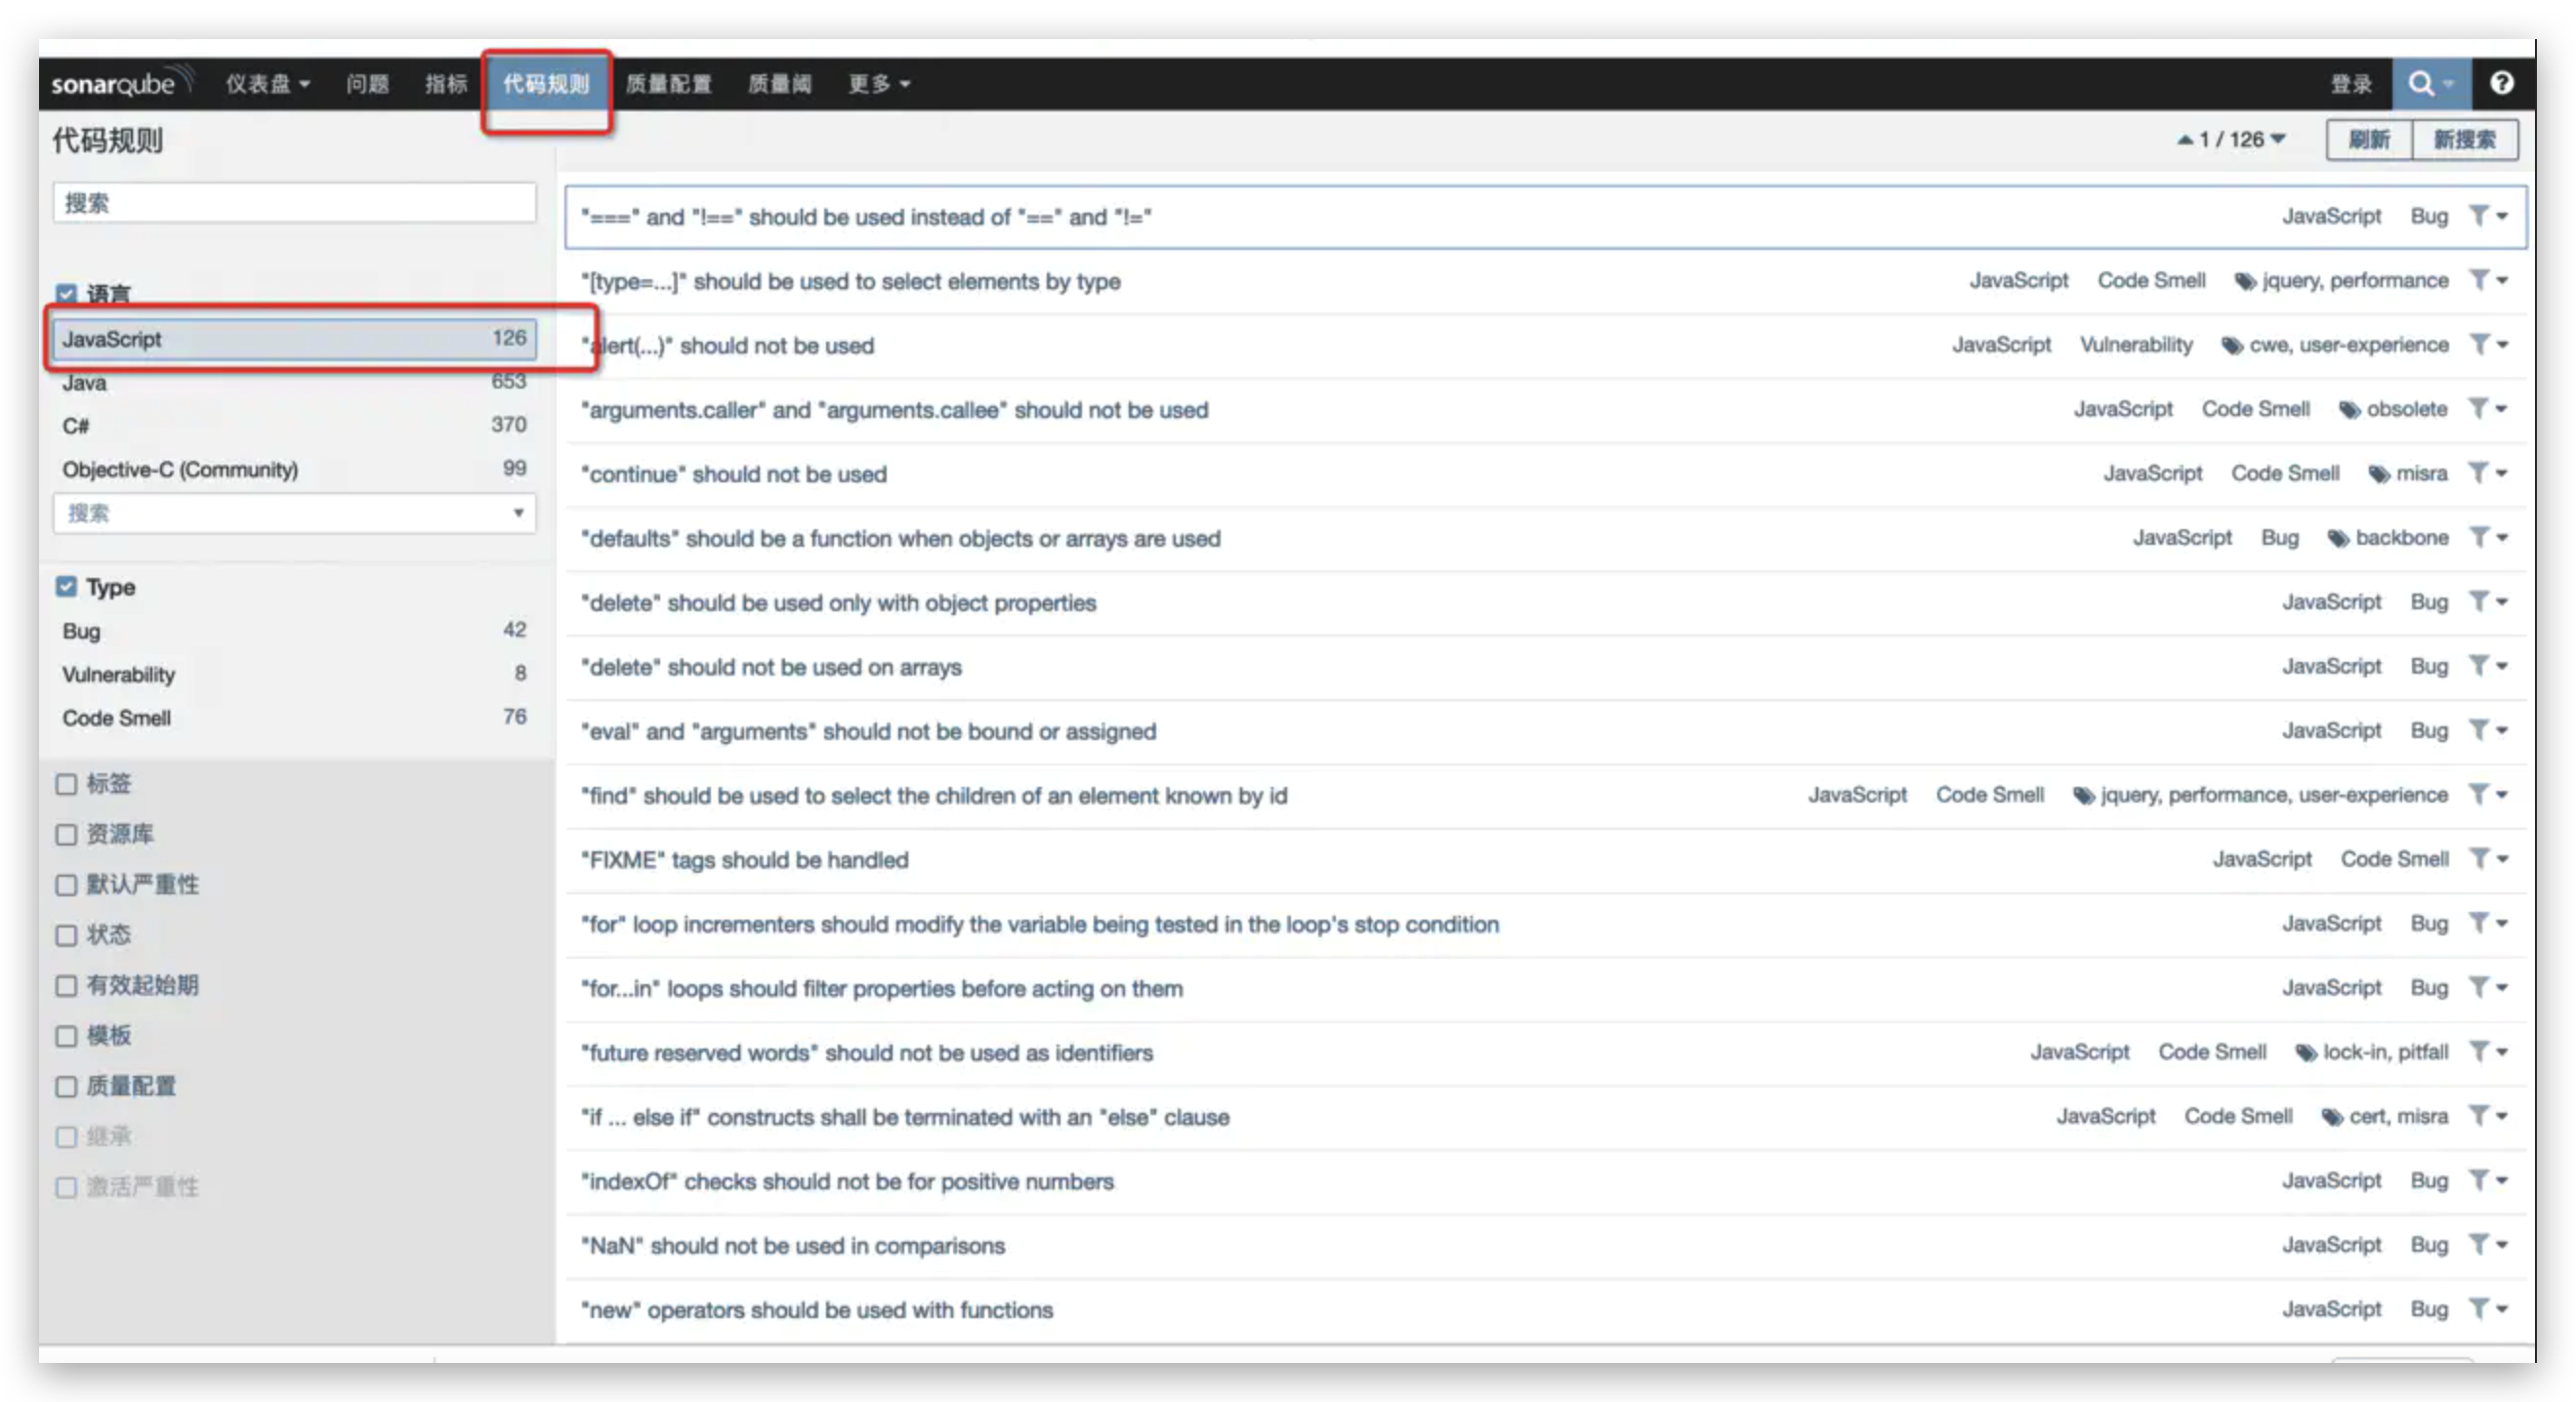 sonarqube 仪表盘 问题 指标 代码规则 质量配置 质量阈 更多 登录
代码规则 1 / 126 刷新 新搜索
搜索
语言
JavaScript 126
Java 653
C# 370
Objective-C (Community) 99
搜索
Type
Bug 42
Vulnerability 8
Code Smell 76
标签
资源库
默认严重性
状态
有效起始期
模板
质量配置
继承
激活严重性
"===" and "!==" should be used instead of "==" and "!=" JavaScript Bug
"[type=...]" should be used to select elements by type JavaScript Code Smell jquery, performance
"alert(...)" should not be used JavaScript Vulnerability cwe, user-experience
"arguments.caller" and "arguments.callee" should not be used JavaScript Code Smell obsolete
"continue" should not be used JavaScript Code Smell misra
"defaults" should be a function when objects or arrays are used JavaScript Bug backbone
"delete" should be used only with object properties JavaScript Bug
"delete" should not be used on arrays JavaScript Bug
"eval" and "arguments" should not be bound or assigned JavaScript Bug
"find" should be used to select the children of an element known by id JavaScript Code Smell jquery, performance, user-experience
"FIXME" tags should be handled JavaScript Code Smell
"for" loop incrementers should modify the variable being tested in the loop's stop condition JavaScript Bug
"for...in" loops should filter properties before acting on them JavaScript Bug
"future reserved words" should not be used as identifiers JavaScript Code Smell lock-in, pitfall
"if ... else if" constructs shall be terminated with an "else" clause JavaScript Code Smell cert, misra
"indexOf" checks should not be for positive numbers JavaScript Bug
"NaN" should not be used in comparisons JavaScript Bug
"new" operators should be used with functions JavaScript Bug